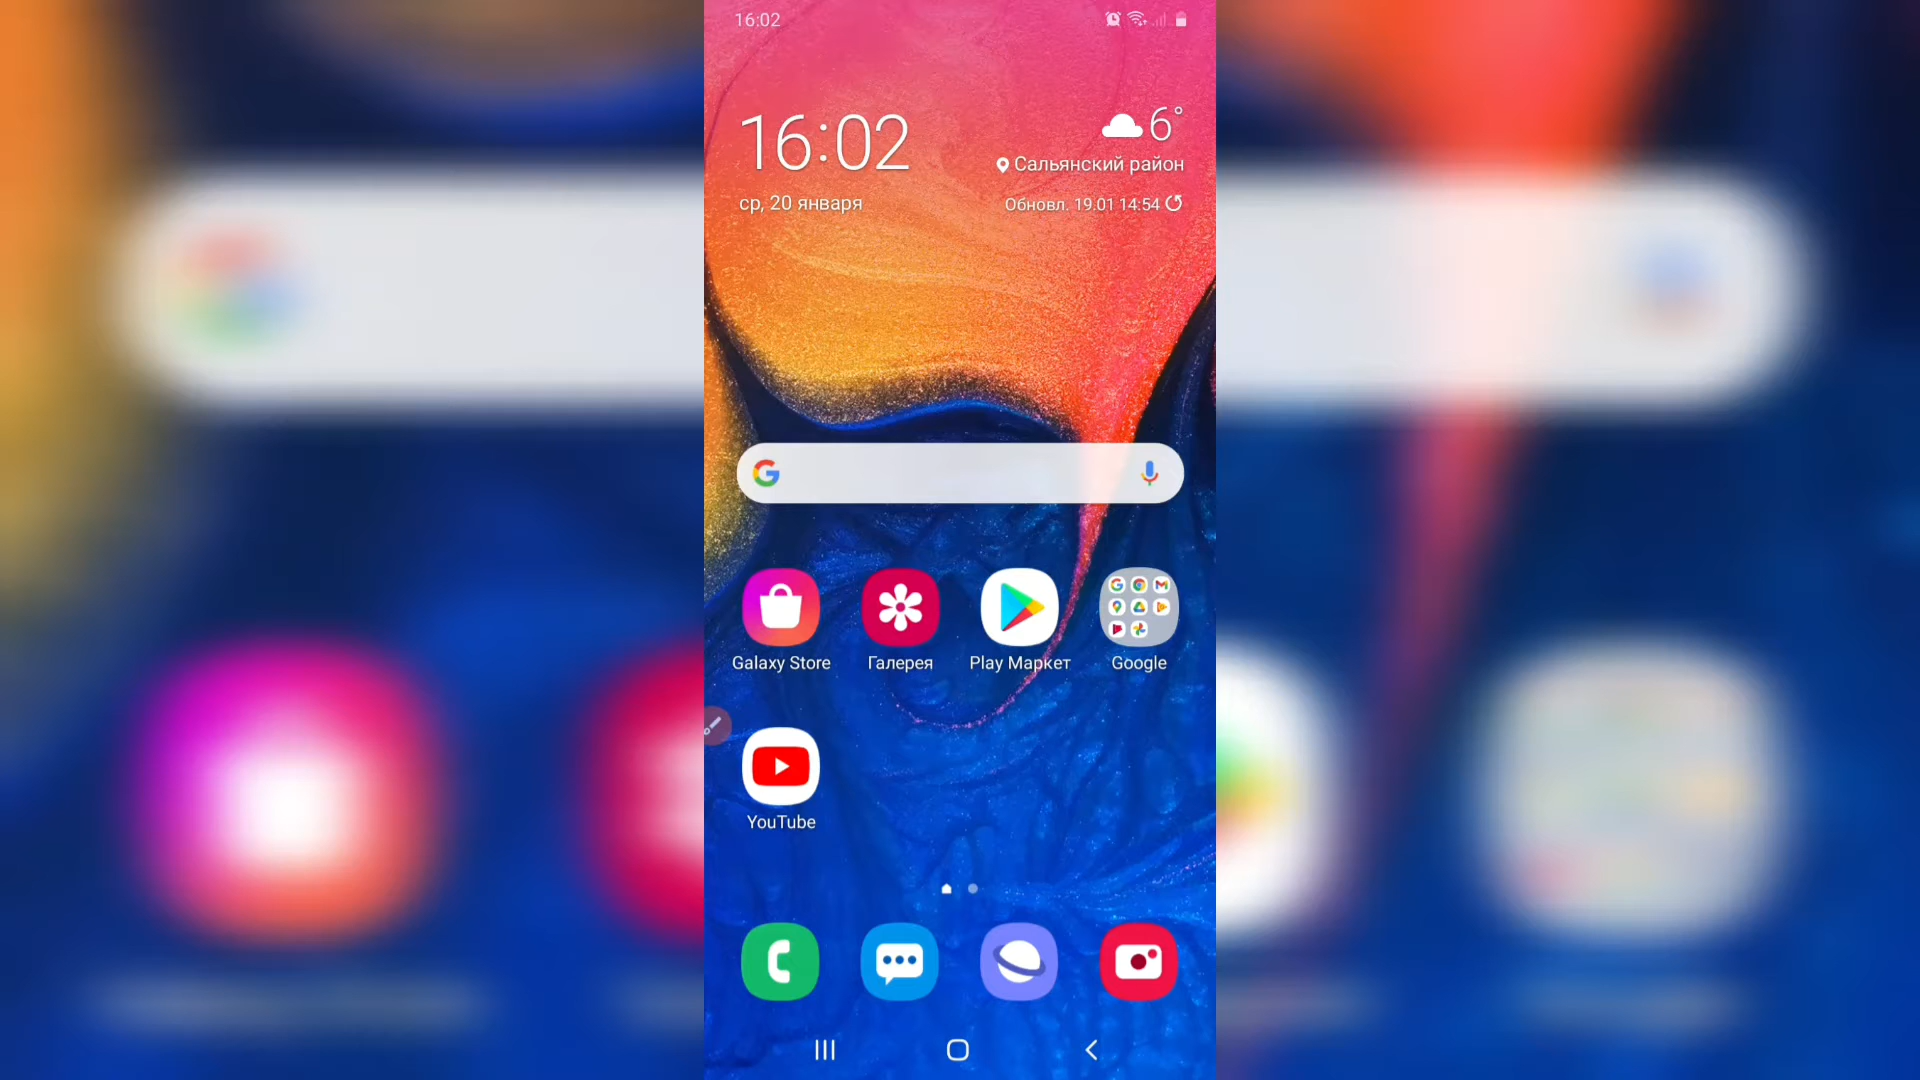 16:02
16:02
6°
Сальянский район
ср, 20 января
Обновл. 19.01 14:54
Galaxy Store
Галерея
Play Маркет
Google
YouTube